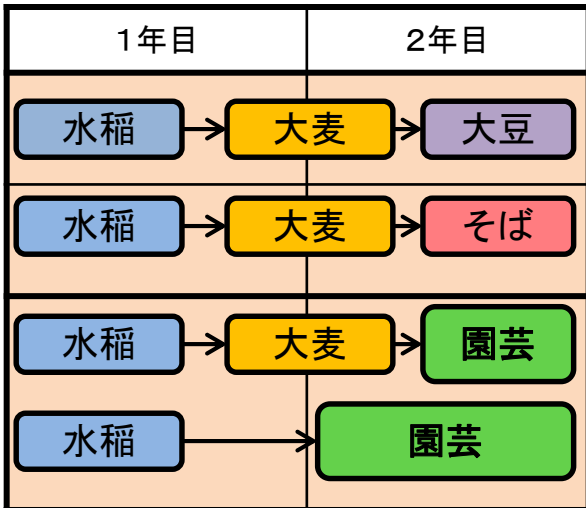 1年目 2年目
水稲 大麦 大豆
水稲 大麦 そば
水稲 大麦 園芸
水稲 園芸